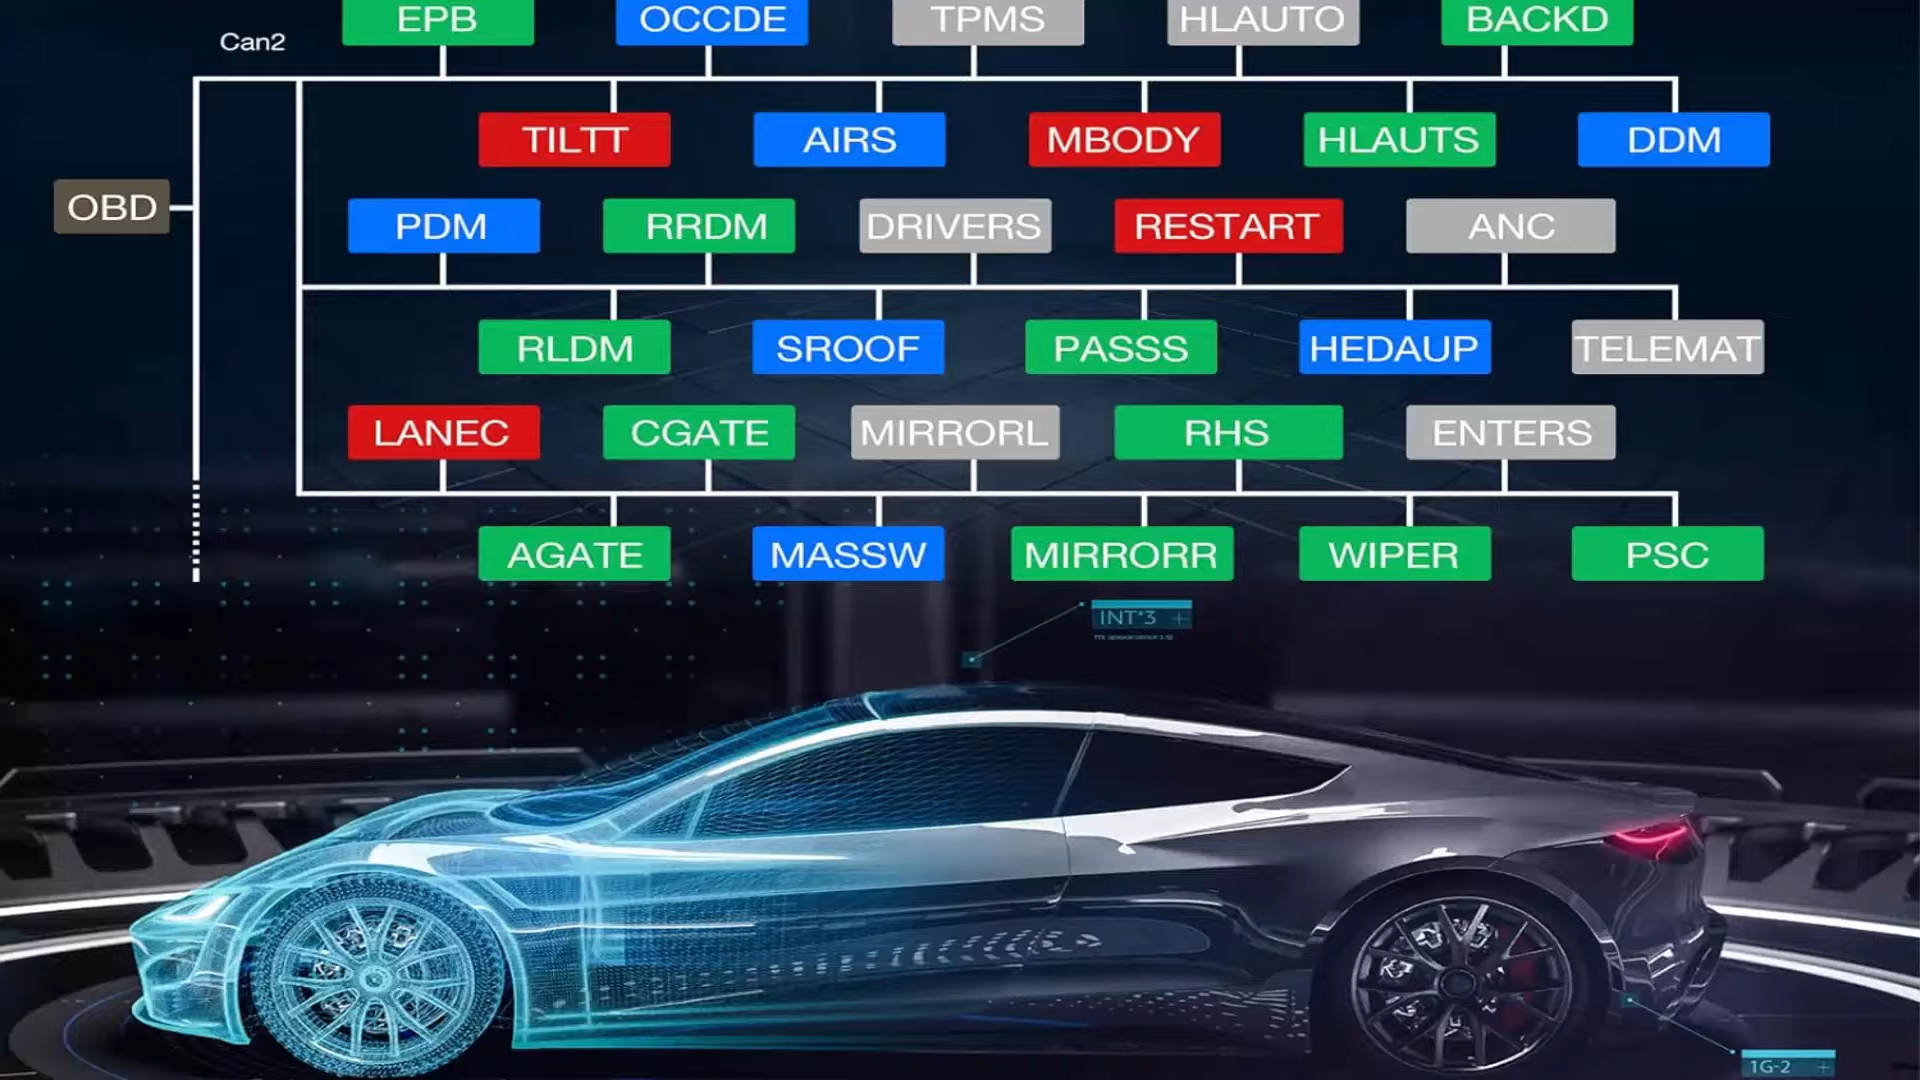 EPB OCCDE TPMS HLAUTO BACKD
Can2
TILTT AIRS MBODY HLAUTS DDM
OBD
PDM RRDM DRIVERS RESTART ANC
RLDM SROOF PASSS HEDAUP TELEMAT
LANEC CGATE MIRRORL RHS ENTERS
AGATE MASSW MIRRORR WIPER PSC
INT*3 +
1G-2 +